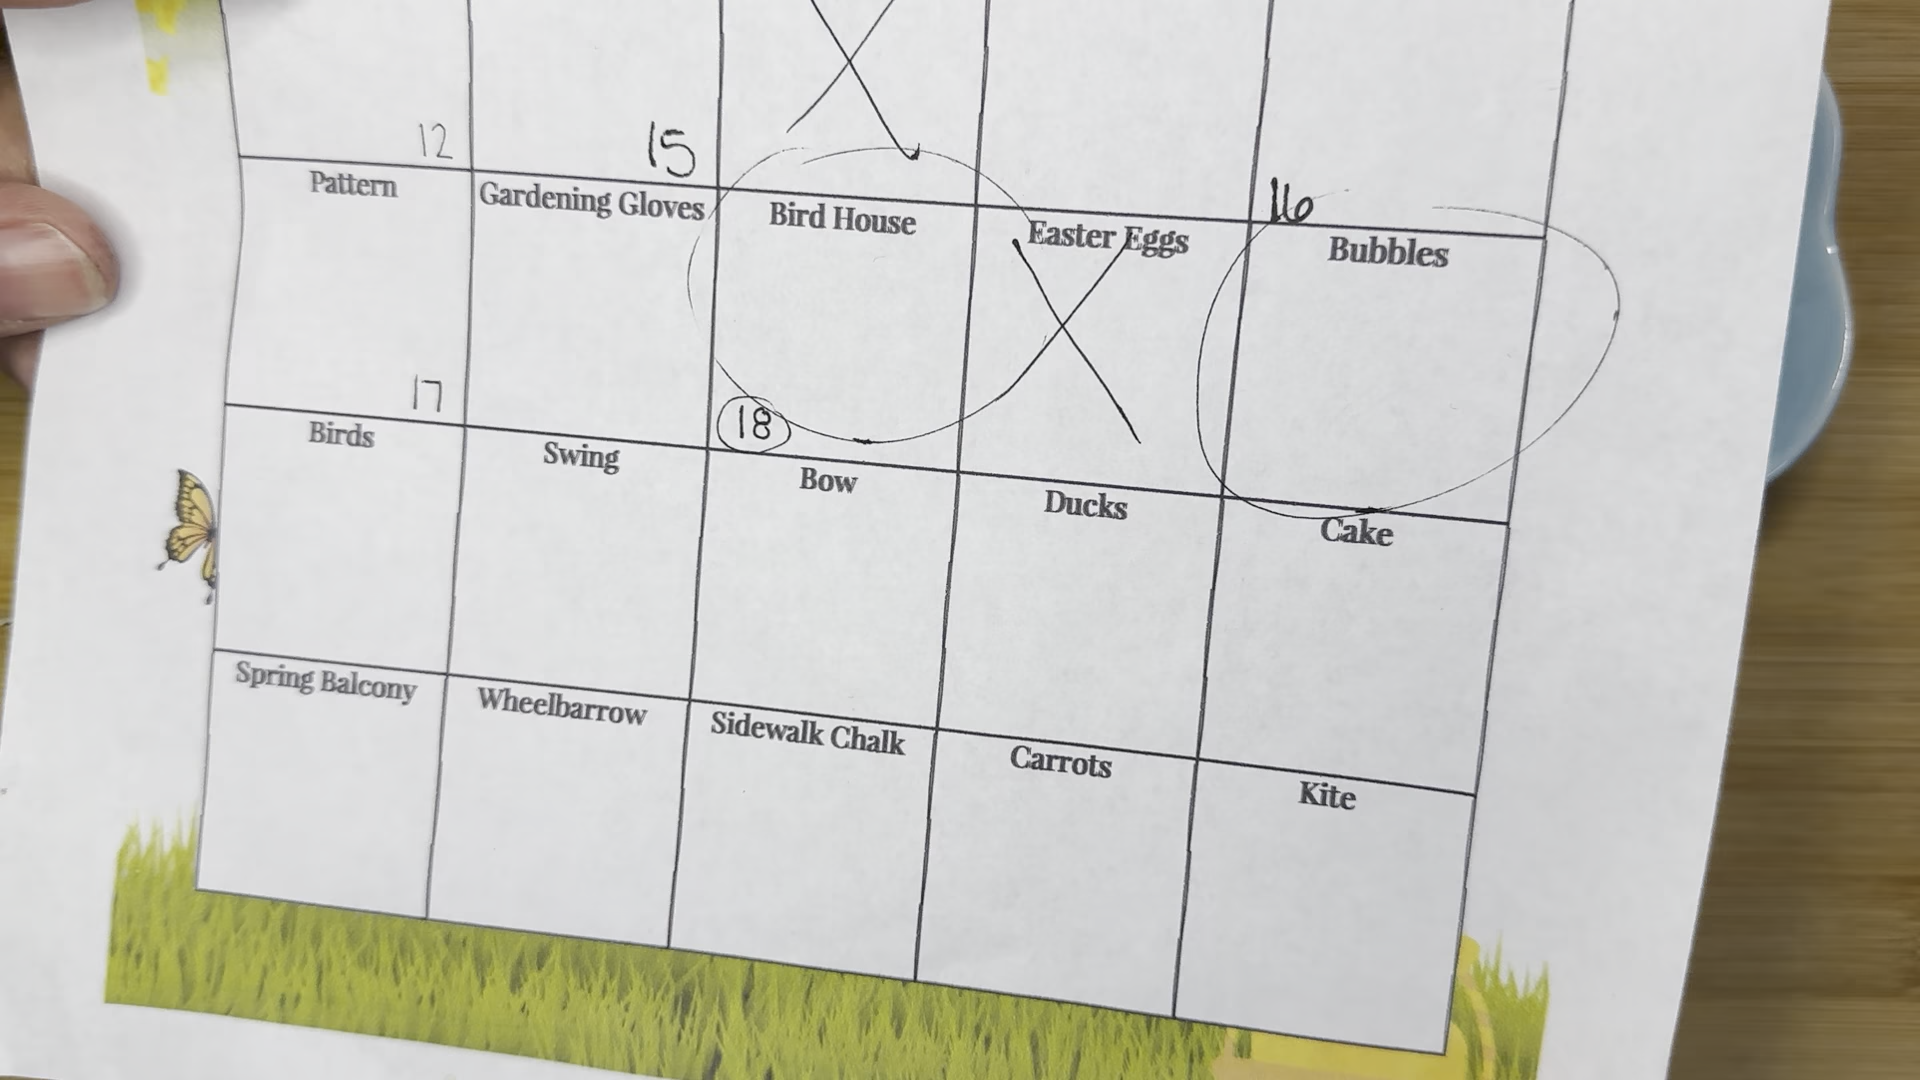 12
15
16
Pattern
Gardening Gloves
Bird House
Easter Eggs
Bubbles
17
18
Birds
Swing
Bow
Ducks
Cake
Spring Balcony
Wheelbarrow
Sidewalk Chalk
Carrots
Kite